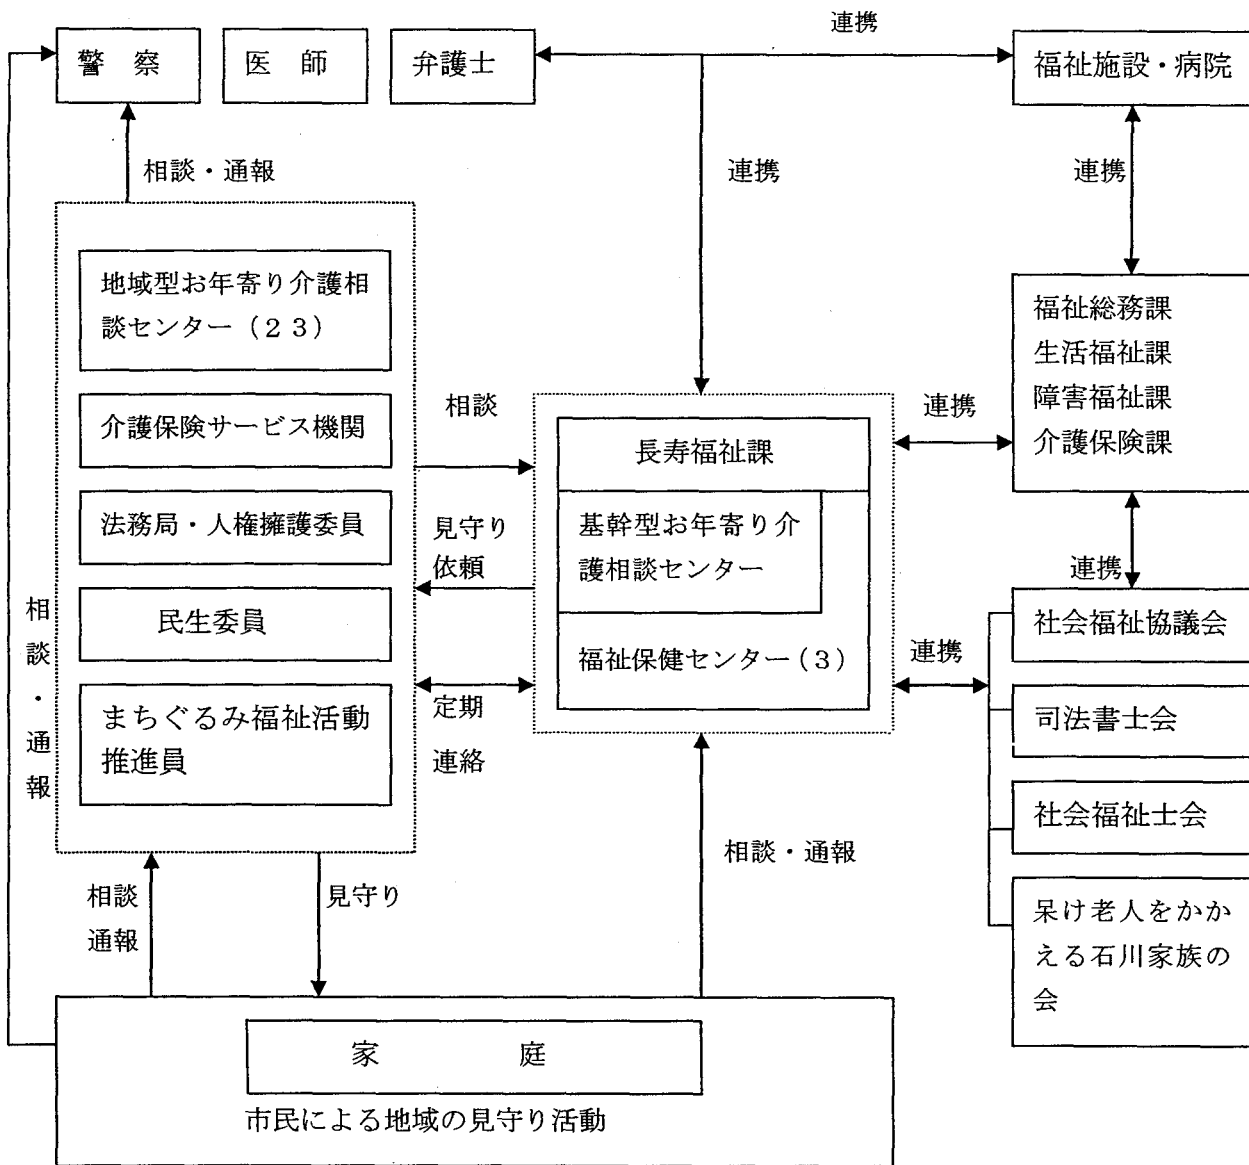 連携
警　察
医　師
弁護士
福祉施設・病院
相談・通報
連携
連携
地域型お年寄り介護相
談センター（２３）
介護保険サービス機関
法務局・人権擁護委員
民生委員
まちぐるみ福祉活動
推進員
相談・通報
相談
見守り
依頼
定期
連絡
長寿福祉課
基幹型お年寄り介
護相談センター
福祉保健センター（３）
連携
福祉総務課
生活福祉課
障害福祉課
介護保険課
連携
連携
社会福祉協議会
司法書士会
社会福祉士会
呆け老人をかか
える石川家族の
会
相談
通報
見守り
相談・通報
家　　　　庭
市民による地域の見守り活動